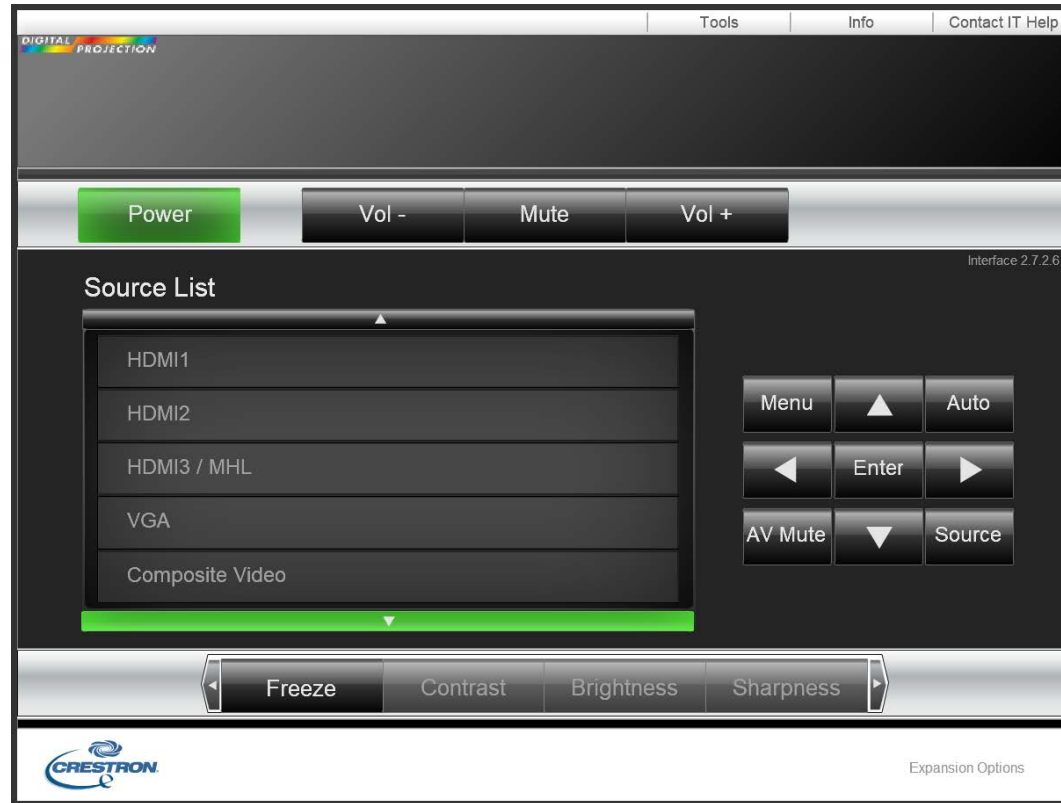 Tools Info Contact IT Help
DIGITAL PROJECTION
Power Vol - Mute Vol +
Interface 2.7.2.6
Source List
HDMI1
HDMI2
HDMI3 / MHL
VGA
Composite Video
Menu Auto
Enter
AV Mute Source
Freeze Contrast Brightness Sharpness
CRESTRON
Expansion Options